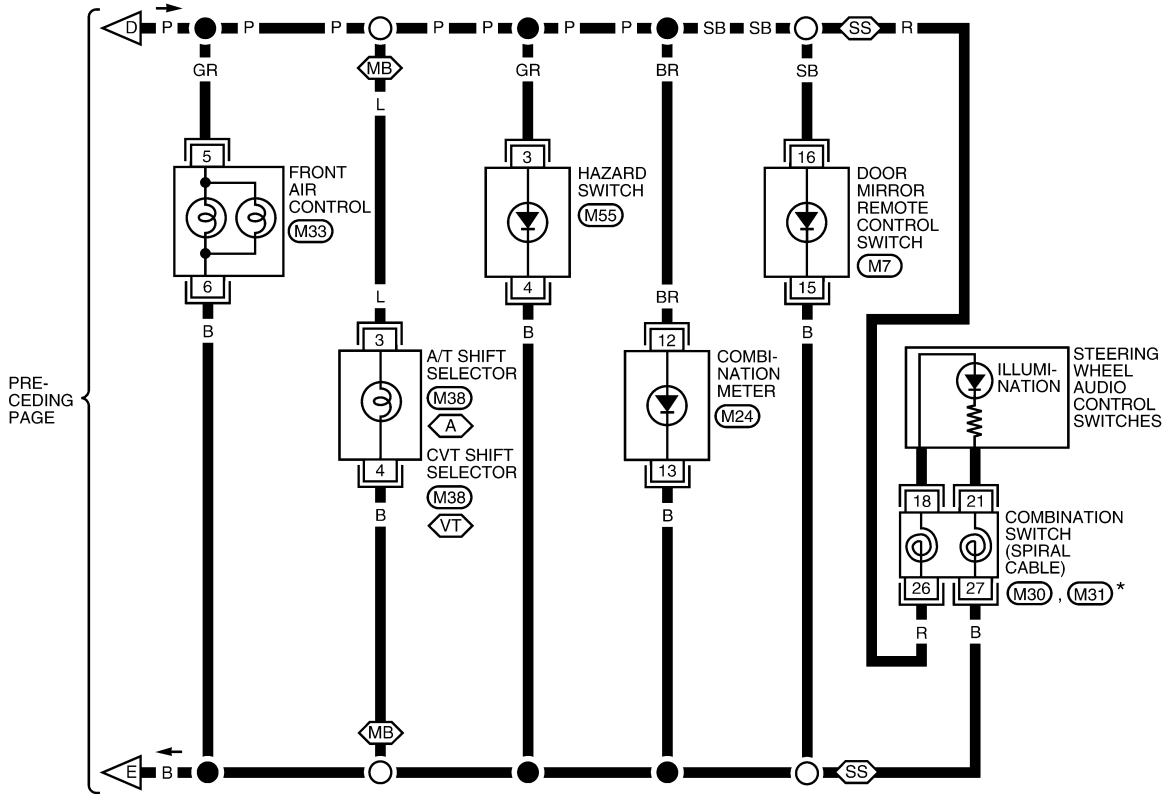 D P P P P P P SB SB SS R
GR MB GR BR SB
L
5 3 16
FRONT
AIR
CONTROL
M33
HAZARD
SWITCH
M55
DOOR
MIRROR
REMOTE
CONTROL
SWITCH
M7
6 4 15
L BR
B B B
3 12
A/T SHIFT
SELECTOR
M38
A
CVT SHIFT
SELECTOR
M38
VT
COMBI-
NATION
METER
M24
4 13
B B
PRE-
CEDING
PAGE
ILLUMI-
NATION
STEERING
WHEEL
AUDIO
CONTROL
SWITCHES
18 21
COMBINATION
SWITCH
(SPIRAL
CABLE)
M30 , M31 *
26 27
R B
MB
E B SS